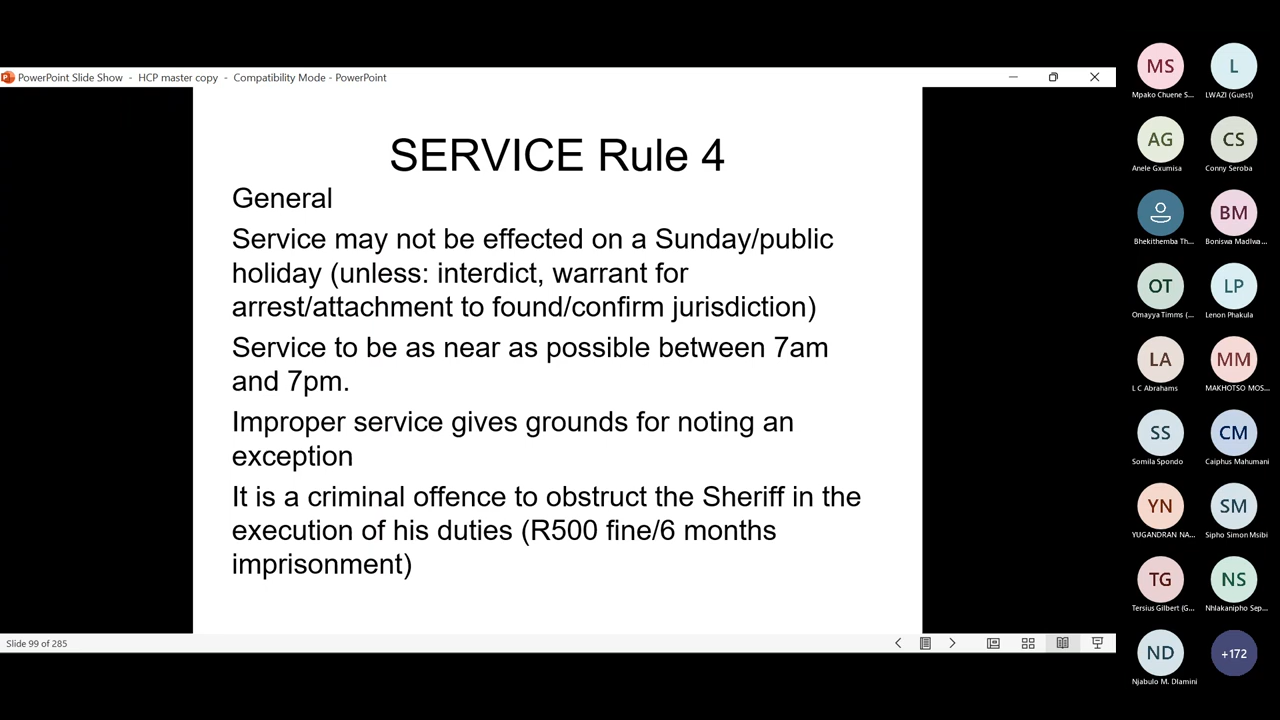 PowerPoint Slide Show - HCP master copy - Compatibility Mode - PowerPoint
SERVICE Rule 4
General
Service may not be effected on a Sunday/public
holiday (unless: interdict, warrant for
arrest/attachment to found/confirm jurisdiction)
Service to be as near as possible between 7am
and 7pm.
Improper service gives grounds for noting an
exception
It is a criminal offence to obstruct the Sheriff in the
execution of his duties (R500 fine/6 months
imprisonment)
Slide 99 of 285
MS L
Mpako Chuene S... LWAZI (Guest)
AG CS
Anele Gxumisa Conny Seroba
BM
Bhekithemba Th... Boniswa Madlwa...
OT LP
Omayya Timms (... Lenon Phakula
LA MM
L C Abrahams MAKHOTSO MOS...
SS CM
Somila Spondo Caiphus Mahumani
YN SM
YUGANDRAN NA... Sipho Simon Msibi
TG NS
Tersius Gilbert (G... Nhlakanipho Sep...
ND +172
Njabulo M. Dlamini